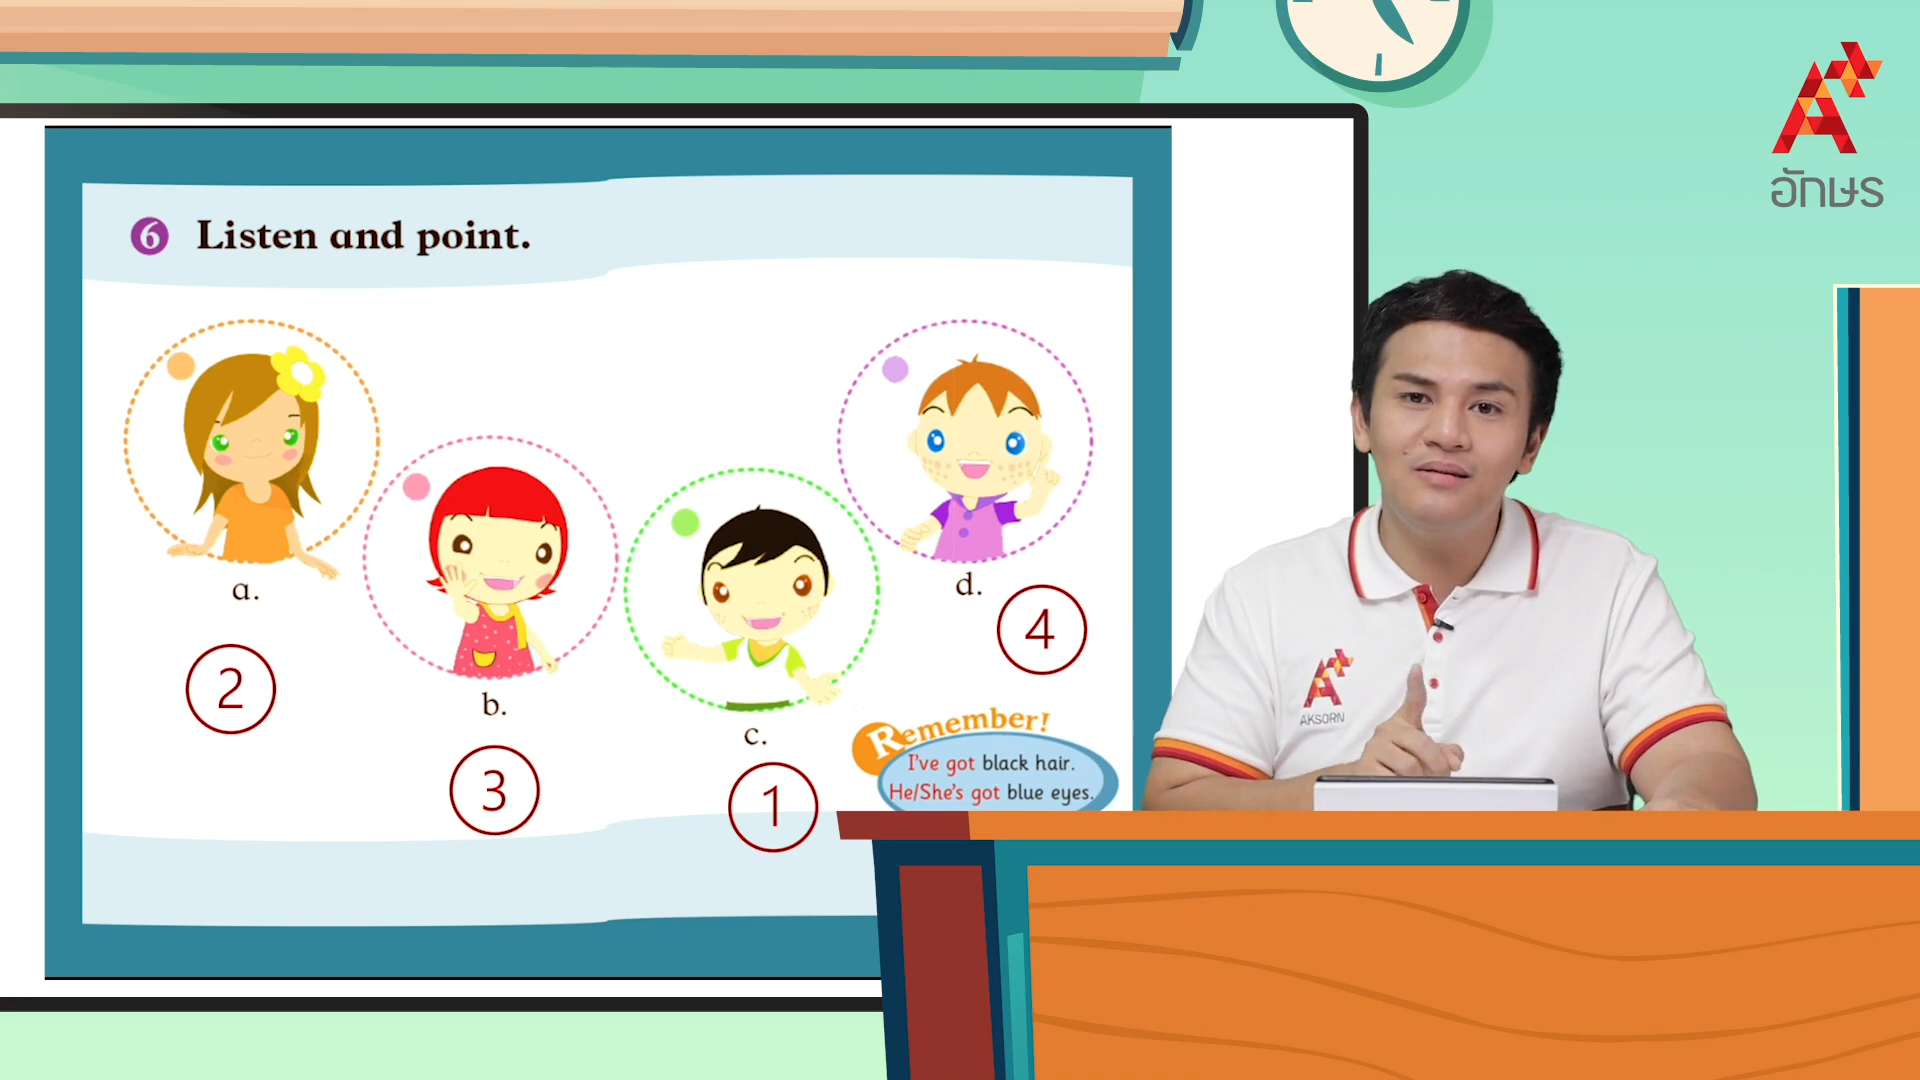 6 Listen and point.
a.
b.
c.
d.
2
3
1
4
Remember!
I've got black hair.
He/She's got blue eyes.
อักษร
AKSORN